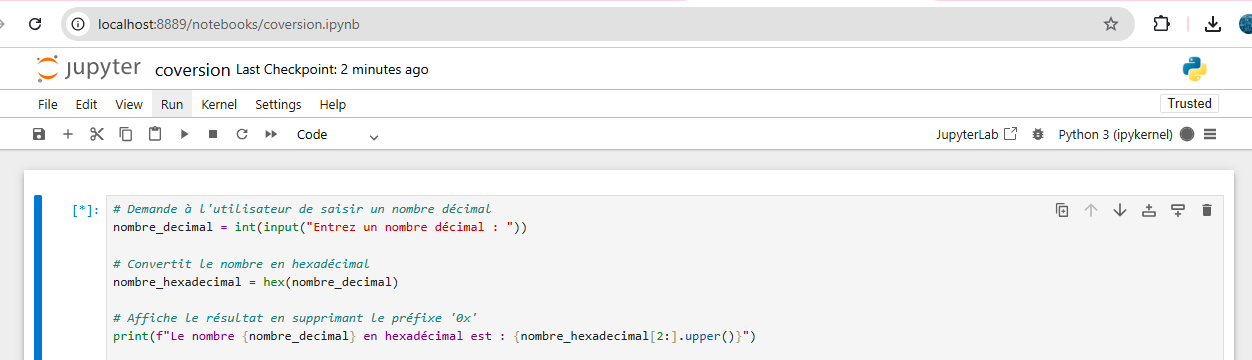 localhost:8889/notebooks/coversion.ipynb
jupyter coversion Last Checkpoint: 2 minutes ago
File Edit View Run Kernel Settings Help
Trusted
Code
JupyterLab
Python 3 (ipykernel)
[*]:
# Demande à l'utilisateur de saisir un nombre décimal
nombre_decimal = int(input("Entrez un nombre décimal : "))
# Convertit le nombre en hexadécimal
nombre_hexadecimal = hex(nombre_decimal)
# Affiche le résultat en supprimant le préfixe '0x'
print(f"Le nombre {nombre_decimal} en hexadécimal est : {nombre_hexadecimal[2:].upper()}")